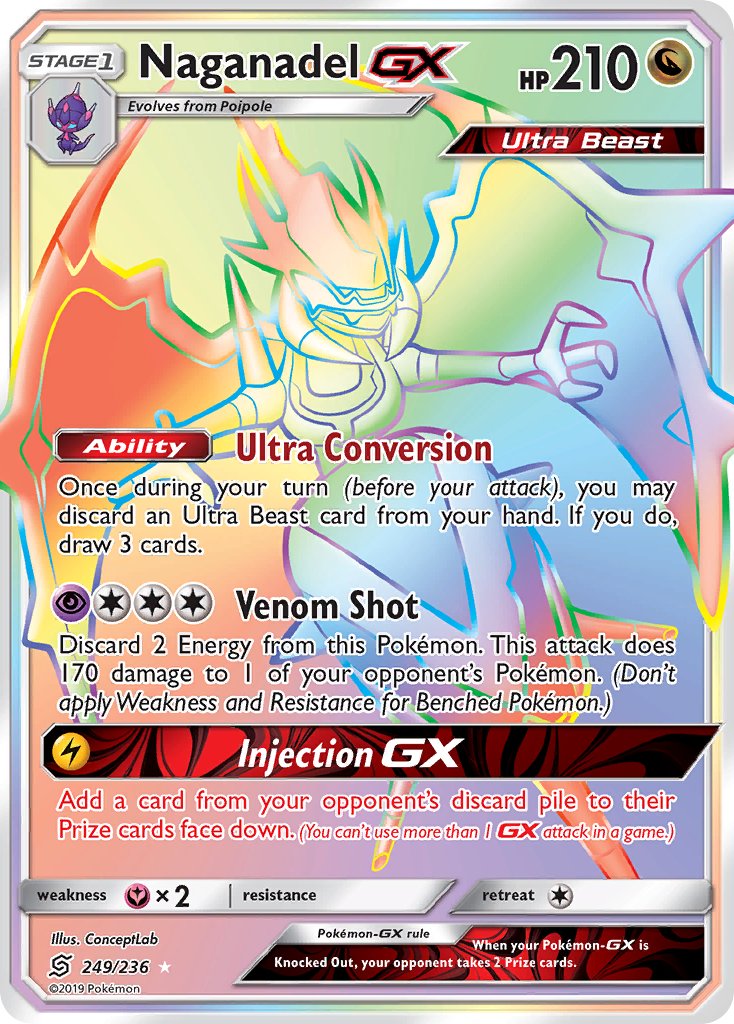 STAGE 1 Naganadel GX HP 210
Evolves from Poipole
Ultra Beast
Ability Ultra Conversion
Once during your turn (before your attack), you may
discard an Ultra Beast card from your hand. If you do,
draw 3 cards.
Venom Shot
Discard 2 Energy from this Pokémon. This attack does
170 damage to 1 of your opponent's Pokémon. (Don't
apply Weakness and Resistance for Benched Pokémon.)
Injection GX
Add a card from your opponent's discard pile to their
Prize cards face down. (You can't use more than 1 GX attack in a game.)
weakness ×2 resistance retreat
Illus. ConceptLab
249/236
©2019 Pokémon
Pokémon-GX rule
When your Pokémon-GX is
Knocked Out, your opponent takes 2 Prize cards.